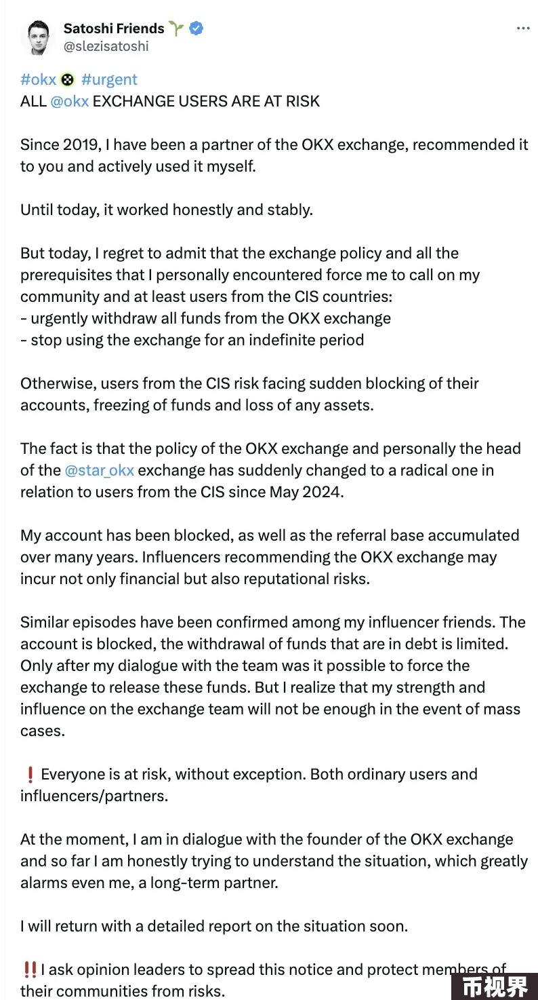 Satoshi Friends
@slezisatoshi
#okx #urgent
ALL @okx EXCHANGE USERS ARE AT RISK
Since 2019, I have been a partner of the OKX exchange, recommended it
to you and actively used it myself.
Until today, it worked honestly and stably.
But today, I regret to admit that the exchange policy and all the
prerequisites that I personally encountered force me to call on my
community and at least users from the CIS countries:
- urgently withdraw all funds from the OKX exchange
- stop using the exchange for an indefinite period
Otherwise, users from the CIS risk facing sudden blocking of their
accounts, freezing of funds and loss of any assets.
The fact is that the policy of the OKX exchange and personally the head
of the @star_okx exchange has suddenly changed to a radical one in
relation to users from the CIS since May 2024.
My account has been blocked, as well as the referral base accumulated
over many years. Influencers recommending the OKX exchange may
incur not only financial but also reputational risks.
Similar episodes have been confirmed among my influencer friends. The
account is blocked, the withdrawal of funds that are in debt is limited.
Only after my dialogue with the team was it possible to force the
exchange to release these funds. But I realize that my strength and
influence on the exchange team will not be enough in the event of mass
cases.
❗ Everyone is at risk, without exception. Both ordinary users and
influencers/partners.
At the moment, I am in dialogue with the founder of the OKX exchange
and so far I am honestly trying to understand the situation, which greatly
alarms even me, a long-term partner.
I will return with a detailed report on the situation soon.
‼️ I ask opinion leaders to spread this notice and protect members of
their communities from risks.
币视界